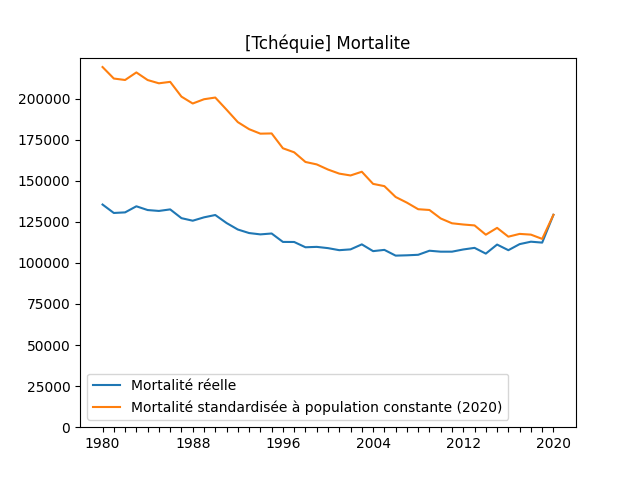 [Tchéquie] Mortalite
200000
175000
150000
125000
100000
75000
50000
25000
0
Mortalité réelle
Mortalité standardisée à population constante (2020)
1980 1988 1996 2004 2012 2020